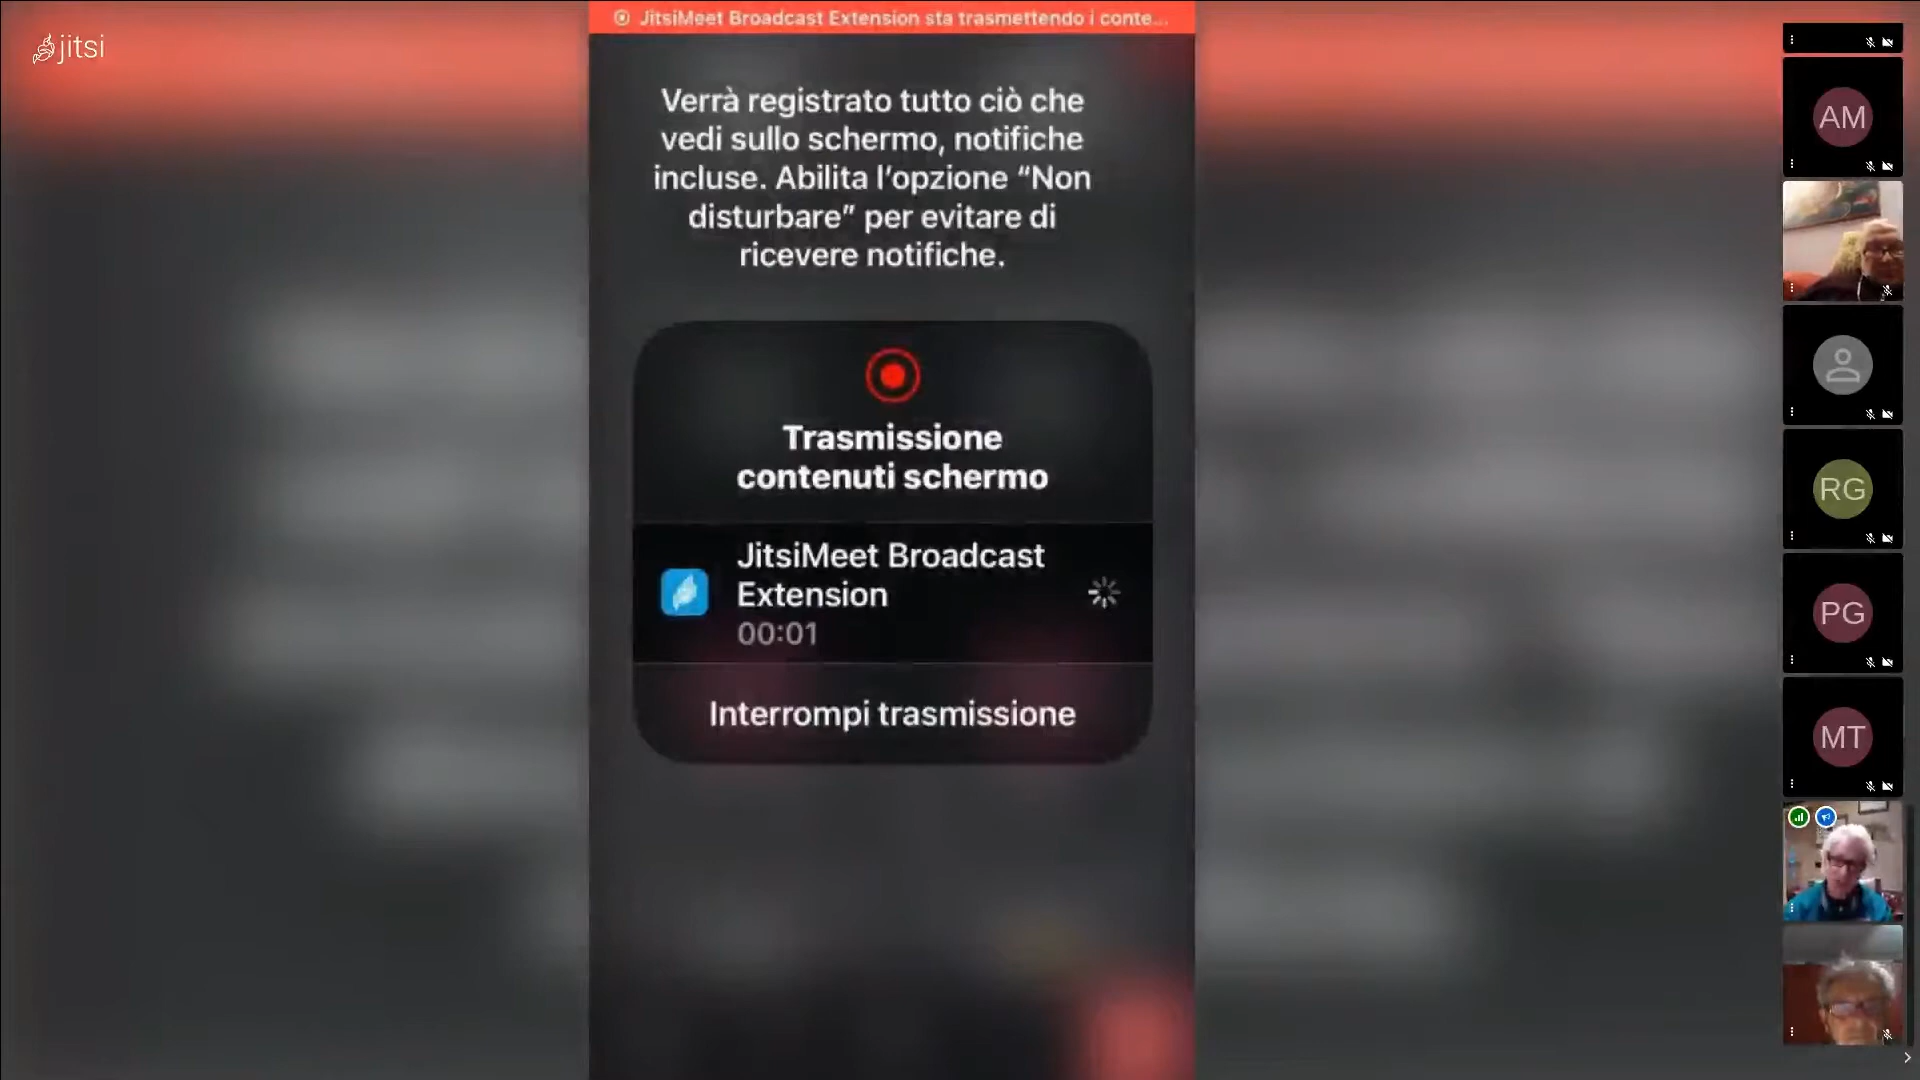 JitsiMeet Broadcast Extension sta trasmettendo i conte...
jitsi
Verrà registrato tutto ciò che
vedi sullo schermo, notifiche
incluse. Abilita l’opzione “Non
disturbare” per evitare di
ricevere notifiche.
Trasmissione
contenuti schermo
JitsiMeet Broadcast
Extension
00:01
Interrompi trasmissione
AM
RG
PG
MT